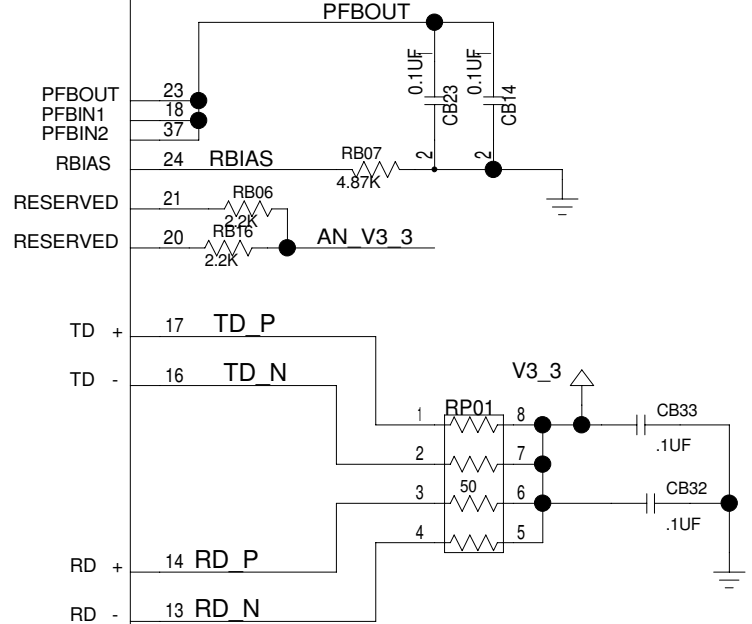 PFBOUT
0.1UF
CB23
2
0.1UF
CB14
2
PFBOUT 23
PFBIN1 18
PFBIN2 37
RBIAS 24 RBIAS RB07
4.87K
RESERVED 21 RB06
2.2K
RESERVED 20 RB16 AN_V3_3
2.2K
TD + 17 TD_P
TD - 16 TD_N
V3_3
RP01
1 8 CB33
.1UF
2 7
3 50 6 CB32
.1UF
4 5
RD + 14 RD_P
RD - 13 RD_N